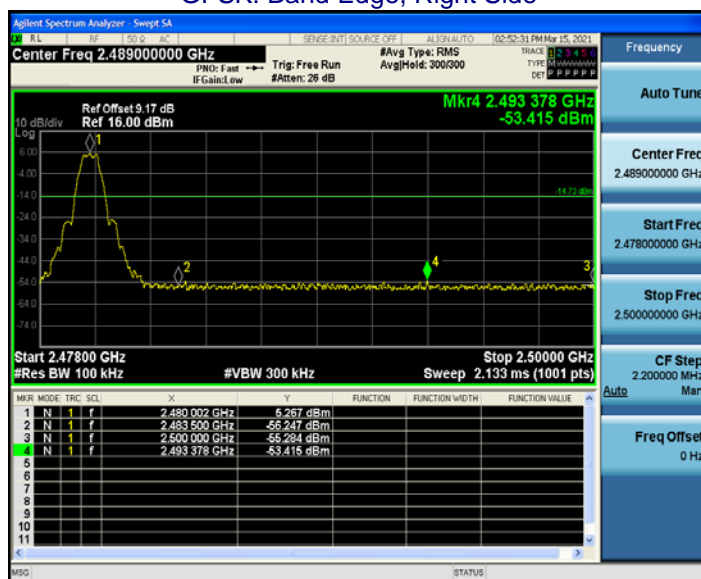 GFSK: Band Edge, Right Side
Agilent Spectrum Analyzer - Swept SA
RL RF 50 Ω AC SENSE:INT SOURCE OFF ALIGNAUTO 02:52:31 PM Mar 15, 2021
Center Freq 2.489000000 GHz
PNO: Fast
IFGain:Low
Trig: Free Run
#Atten: 26 dB
#Avg Type: RMS
Avg|Hold: 300/300
TRACE 1 2 3 4 5 6
TYPE M
DET P P P P P P
Frequency
Auto Tune
Center Freq
2.489000000 GHz
Start Freq
2.478000000 GHz
Stop Freq
2.500000000 GHz
CF Step
2.200000 MHz
Auto Man
Freq Offset
0 Hz
Mkr4 2.493 378 GHz
-53.415 dBm
Ref Offset 9.17 dB
10 dB/div Ref 16.00 dBm
Log
1
6.00
-4.00
-14.0
-14.73 dBm
-24.0
-34.0
-44.0
2
4
3
-54.0
-64.0
-74.0
Start 2.47800 GHz Stop 2.50000 GHz
#Res BW 100 kHz #VBW 300 kHz Sweep 2.133 ms (1001 pts)
MKR MODE TRC SCL X Y FUNCTION FUNCTION WIDTH FUNCTION VALUE
1 N 1 f 2.480 002 GHz 5.267 dBm
2 N 1 f 2.483 500 GHz -56.247 dBm
3 N 1 f 2.500 000 GHz -55.284 dBm
4 N 1 f 2.493 378 GHz -53.415 dBm
5
6
7
8
9
10
11
MSG STATUS